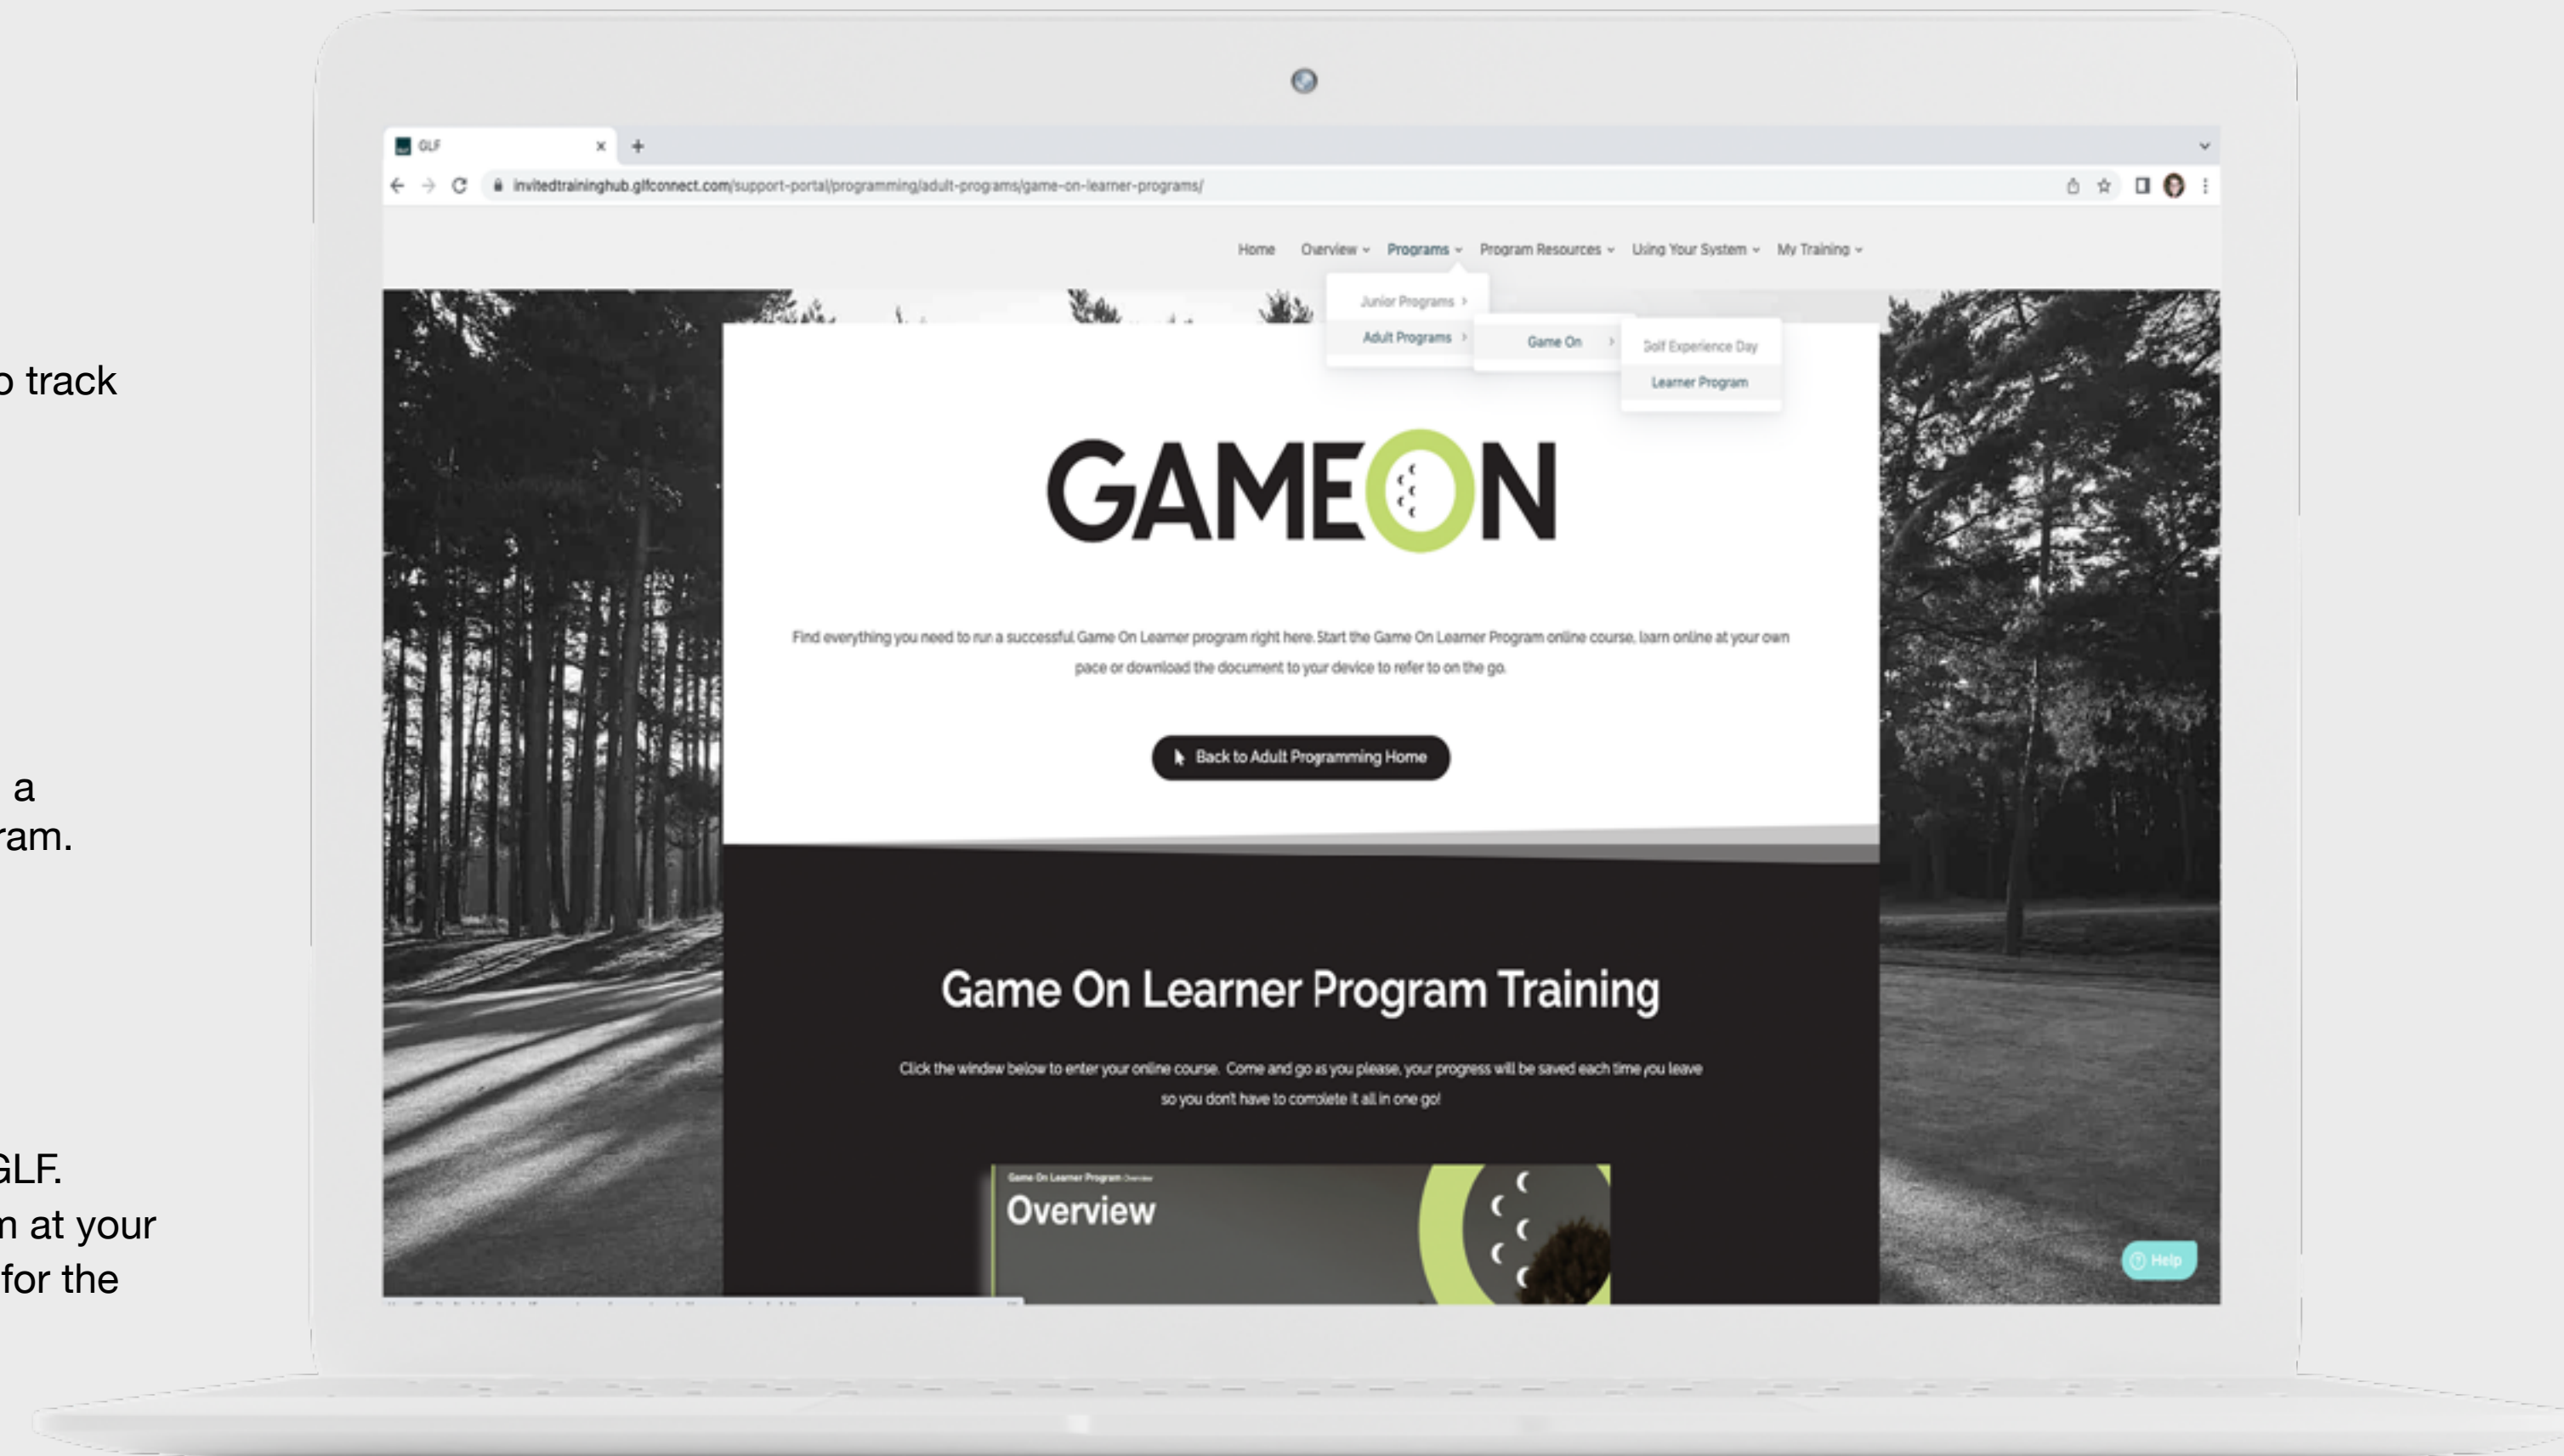 GLF
invitedtraininghub.glfconnect.com/support-portal/programming/adult-programs/game-on-learner-programs/
Home Overview Programs Program Resources Using Your System My Training
Junior Programs
Adult Programs
Game On
Golf Experience Day
Learner Program
GAMEON
Find everything you need to run a successful Game On Learner program right here. Start the Game On Learner Program online course, learn online at your own
pace or download the document to your device to refer to on the go.
Back to Adult Programming Home
Game On Learner Program Training
Click the window below to enter your online course. Come and go as you please, your progress will be saved each time you leave
so you don't have to complete it all in one go!
Game On Learner Program Overview
Overview
Help
o track
a
ram.
GLF.
m at your
for the